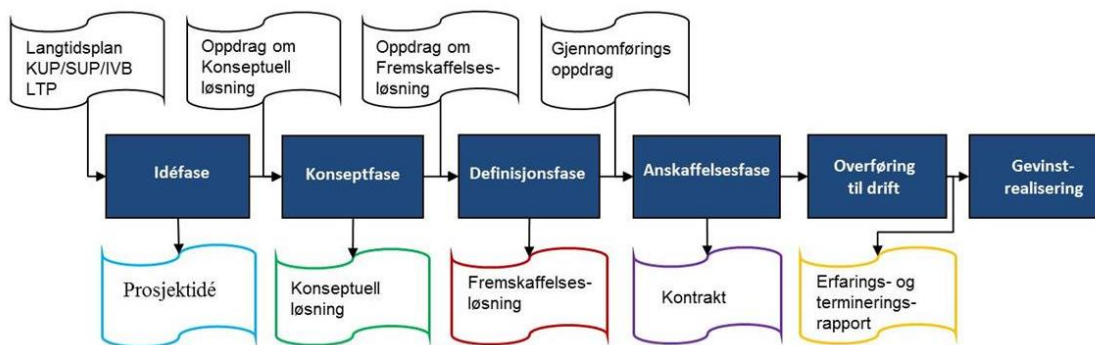 Langtidsplan
KUP/SUP/IVB
LTP
Oppdrag om
Konseptuell
løsning
Oppdrag om
Fremskaffelses-
løsning
Gjennomførings
oppdrag
Idéfase
Konseptfase
Definisjonsfase
Anskaffelsesfase
Overføring
til drift
Gevinst-
realisering
Prosjektidé
Konseptuell
løsning
Fremskaffelses-
løsning
Kontrakt
Erfarings- og
terminerings-
rapport